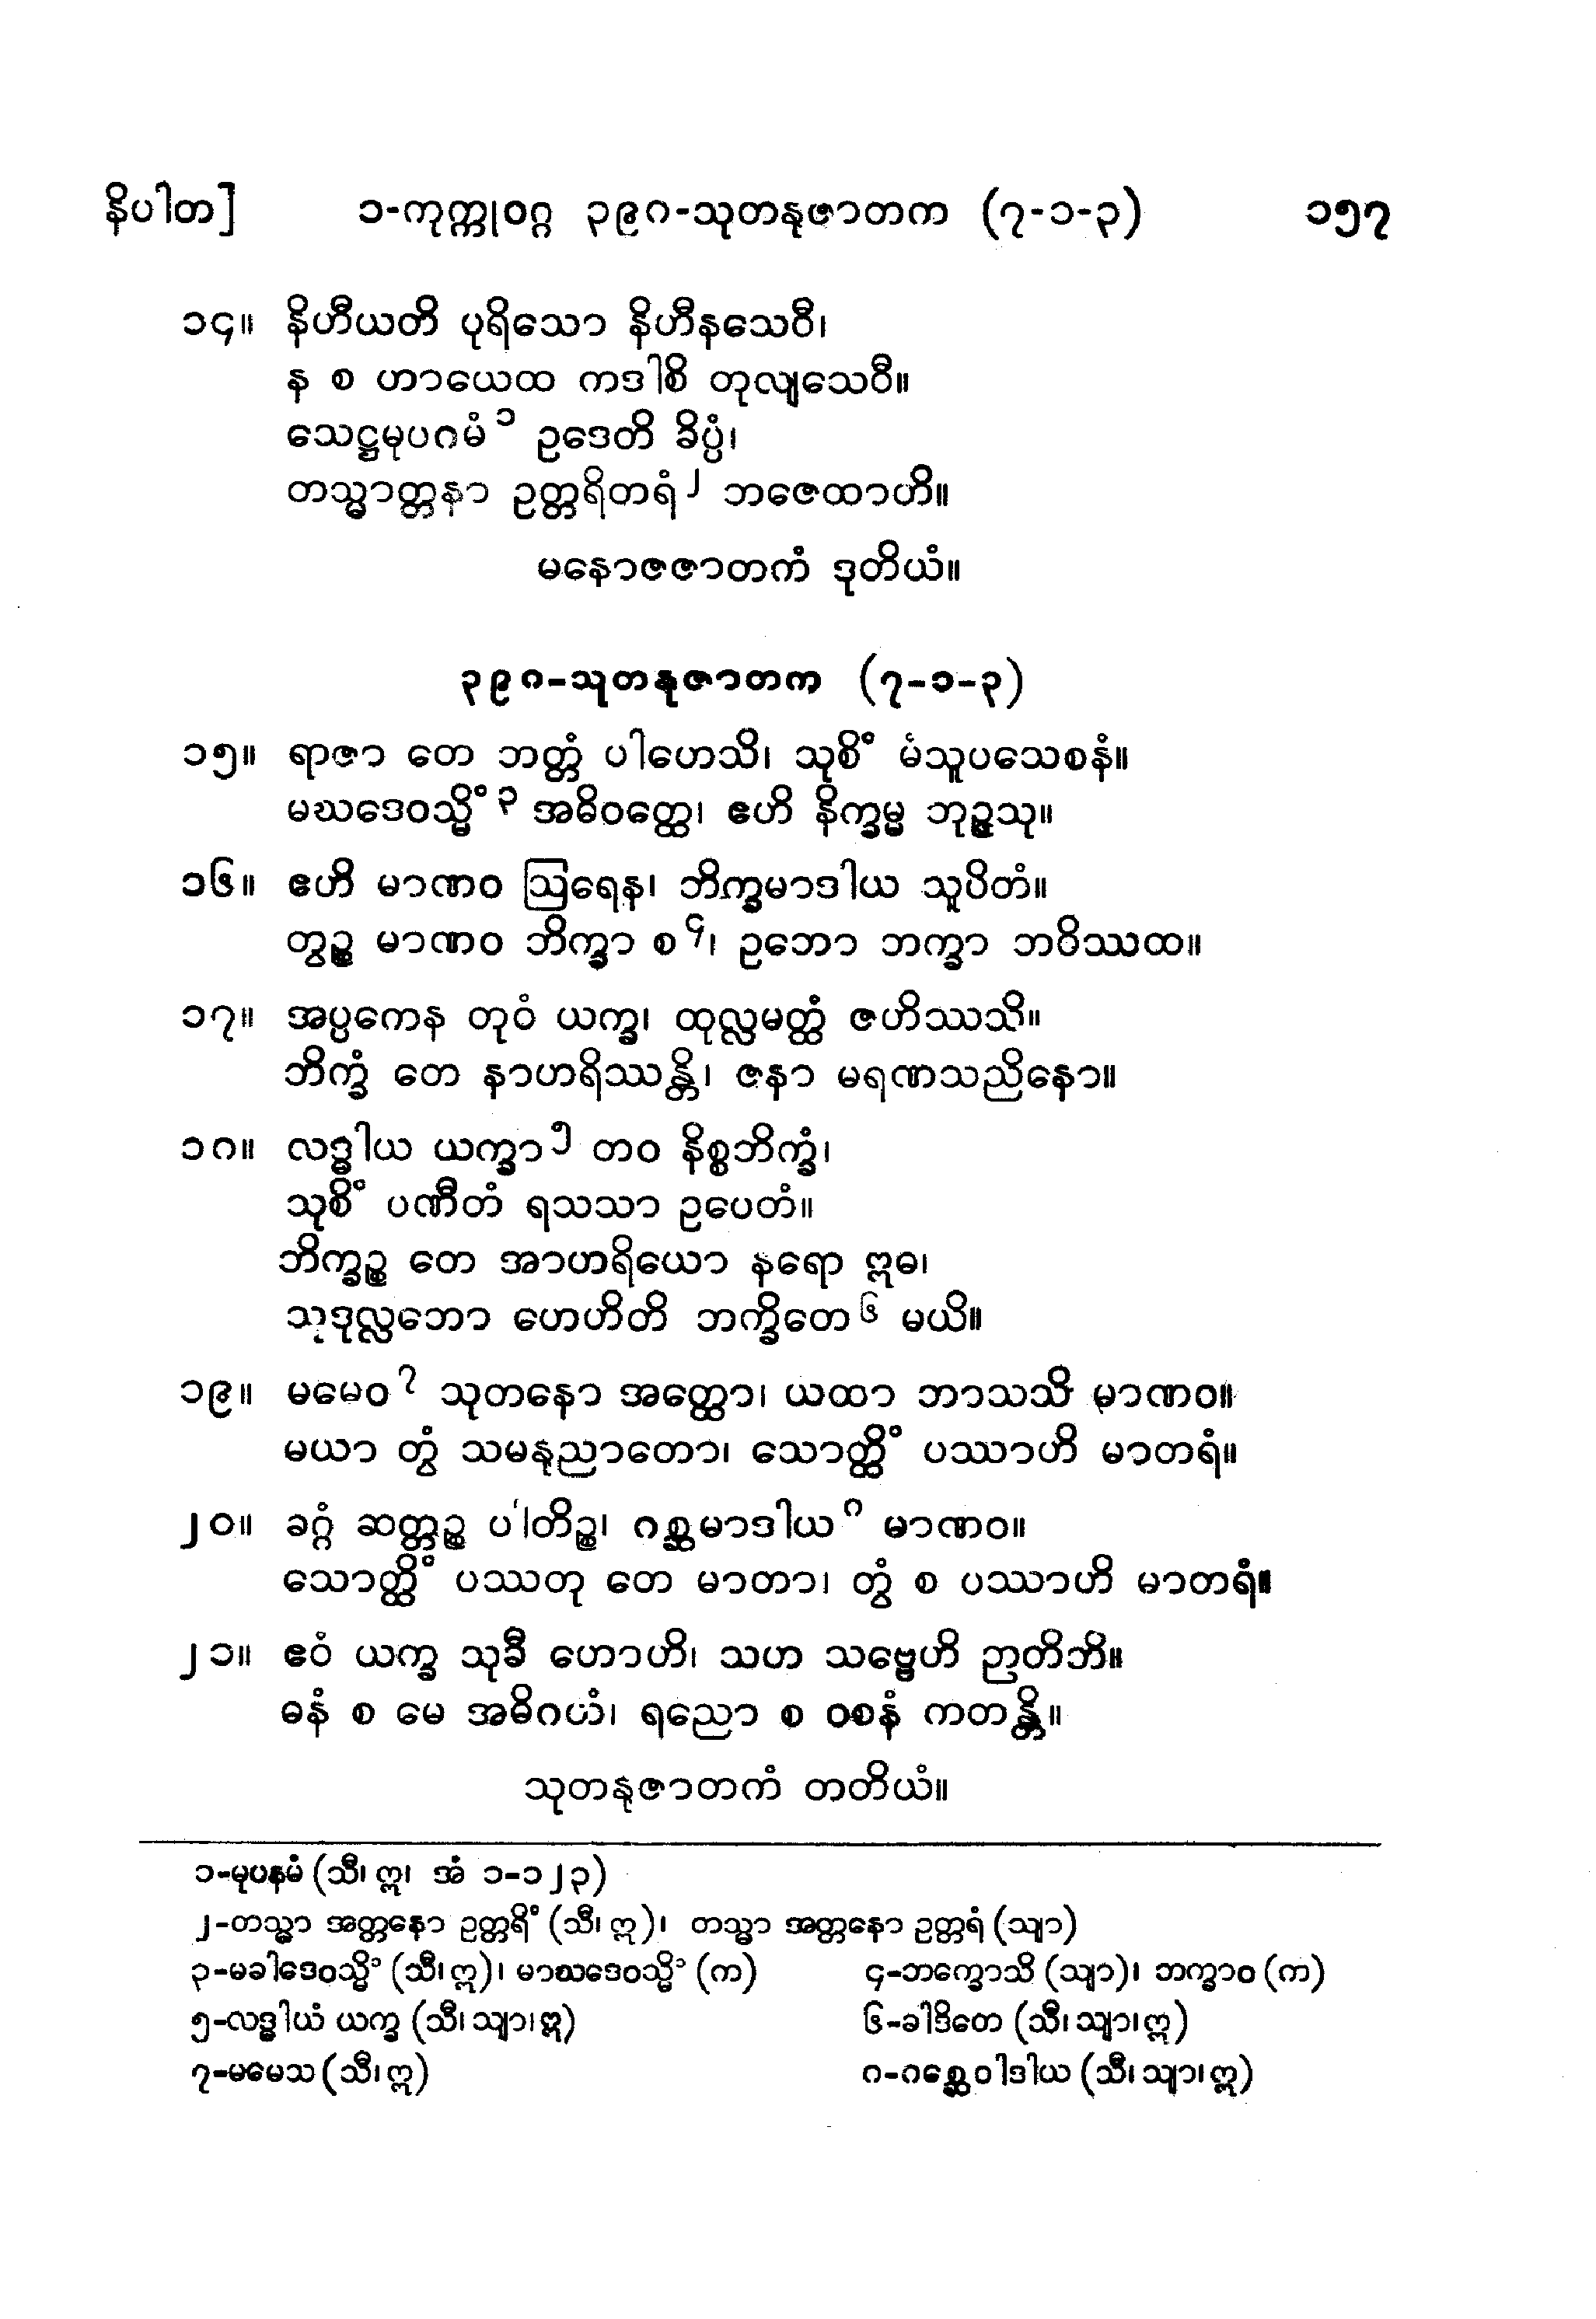 နိပါတ] ၁-ကုက္ကုဝဂ္ဂ ၃၉၈-သုတနုဇာတက (၇-၁-၃) ၁၅၇
၁၄။ နိဟီယတိ ပုရိသော နိဟီနသေဝီ၊
န စ ဟာယေထ ကဒါစိ တုလျသေဝီ။
သေဋ္ဌမုပဂမံ ၁ ဥဒေတိ ခိပ္ပံ၊
တသ္မာတ္တနာ ဥတ္တရိတရံ ၂ ဘဇေထာဟိ။
မနောဇဇာတကံ ဒုတိယံ။
၃၉၈-သုတနုဇာတက (၇-၁-၃)
၁၅။ ရာဇာ တေ ဘတ္တံ ပါဟေသိ၊ သုစိံ မံသူပသေစနံ။
မဃဒေဝသ္မိံ ၃ အဓိဝတ္ထေ၊ ဧဟိ နိက္ခမ္မ ဘုဉ္ဇသု။
၁၆။ ဧဟိ မာဏဝ ဩရေန၊ ဘိက္ခမာဒါယ သူပိတံ။
တွဉ္စ မာဏဝ ဘိက္ခာ စ ၄၊ ဥဘော ဘက္ခာ ဘဝိဿထ။
၁၇။ အပ္ပကေန တုဝံ ယက္ခ၊ ထုလ္လမတ္ထံ ဇဟိဿသိ။
ဘိက္ခံ တေ နာဟရိဿန္တိ၊ ဇနာ မရဏသညိနော။
၁၈။ လဒ္ဓါယ ယက္ခာ ၅ တဝ နိစ္စဘိက္ခံ၊
သုစိံ ပဏီတံ ရသသာ ဥပေတံ။
ဘိက္ခဉ္စ တေ အာဟရိယော နရော ဣဓ၊
သုဒုလ္လဘော ဟေဟိတိ ဘက္ခိတေ ၆ မယိ။
၁၉။ မမေဝ ၇ သုတနော အတ္ထော၊ ယထာ ဘာသသိ မာဏဝ။
မယာ တွံ သမနုညာတော၊ သောတ္ထိံ ပဿာဟိ မာတရံ။
၂၀။ ခဂ္ဂံ ဆတ္တဉ္စ ပါတိဉ္စ၊ ဂစ္ဆမာဒါယ ၈ မာဏဝ။
သောတ္ထိံ ပဿတု တေ မာတာ၊ တွံ စ ပဿာဟိ မာတရံ။
၂၁။ ဧဝံ ယက္ခ သုခီ ဟောဟိ၊ သဟ သဗ္ဗေဟိ ဉာတိဘိ။
ဓနံ စ မေ အဓိဂယံ၊ ရညော စ ဝစနံ ကတန္တိ။
သုတနုဇာတကံ တတိယံ။
၁-မုပနမံ (သီ၊ ဣ၊ အံ ၁-၁၂၃)
၂-တသ္မာ အတ္တနော ဥတ္တရိံ (သီ၊ ဣ)၊ တသ္မာ အတ္တနော ဥတ္တရံ (သျာ)
၃-မခါဒေဝသ္မိံ (သီ၊ ဣ)၊ မာဃဒေဝသ္မိံ (က) ၄-ဘက္ခောသိ (သျာ)၊ ဘက္ခာဝ (က)
၅-လဒ္ဓါယံ ယက္ခ (သီ၊ သျာ၊ ဣ) ၆-ခါဒိတေ (သီ၊ သျာ၊ ဣ)
၇-မမေသ (သီ၊ ဣ) ၈-ဂစ္ဆေဝါဒါယ (သီ၊ သျာ၊ ဣ)